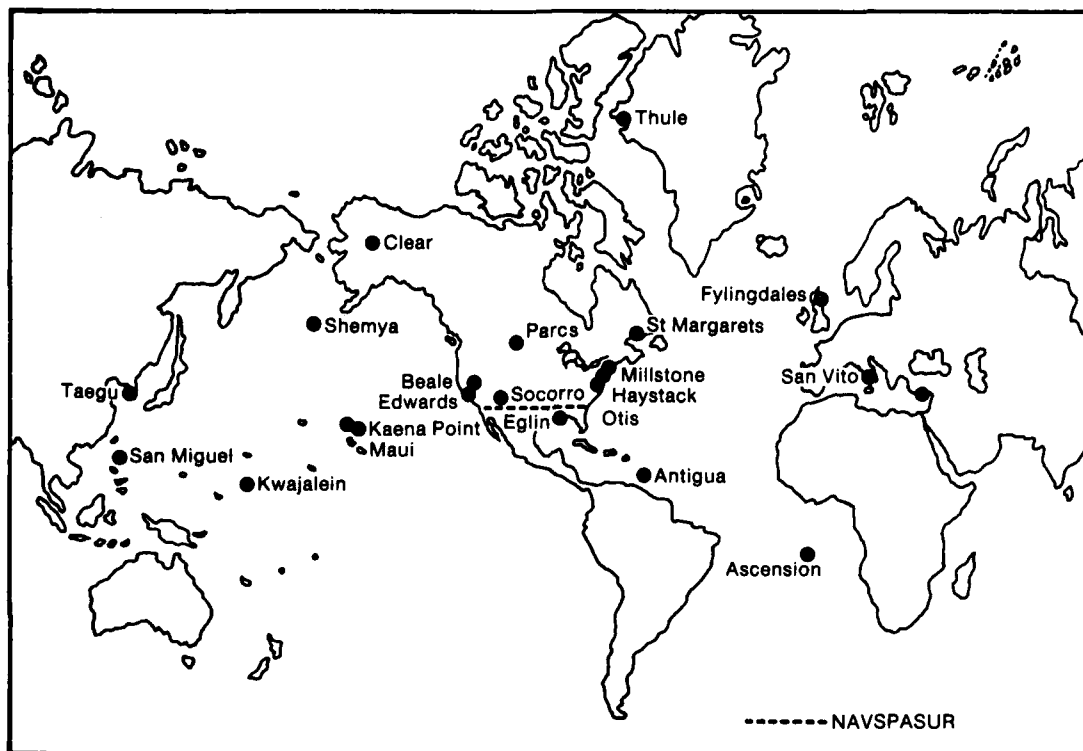 Thule
Clear
Fylingdales
Shemya
St Margarets
Parcs
Taegu
Beale
Edwards
Socorro
Millstone
Haystack
Otis
San Vito
Eglin
Kaena Point
Maui
San Miguel
Kwajalein
Antigua
Ascension
NAVSPASUR